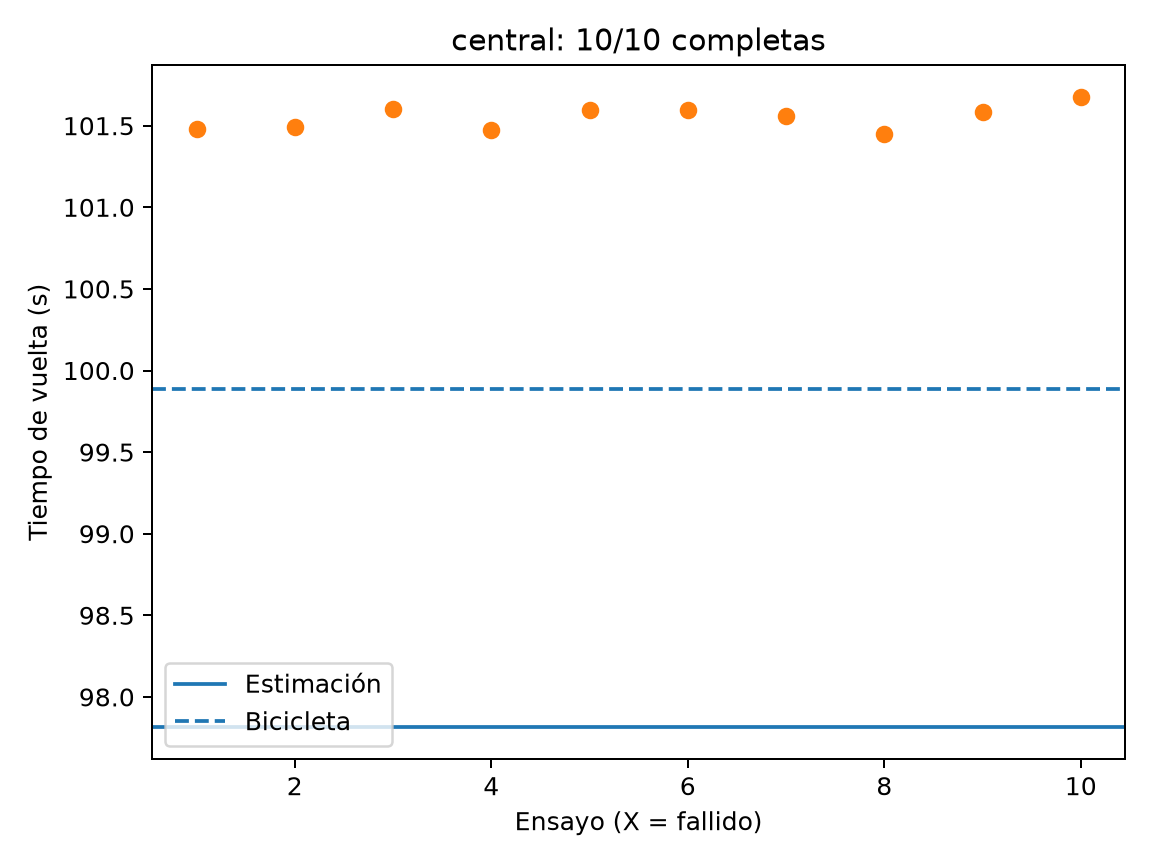 central: 10/10 completas
Tiempo de vuelta (s)
101.5
101.0
100.5
100.0
99.5
99.0
98.5
98.0
Estimación
Bicicleta
2 4 6 8 10
Ensayo (X = fallido)